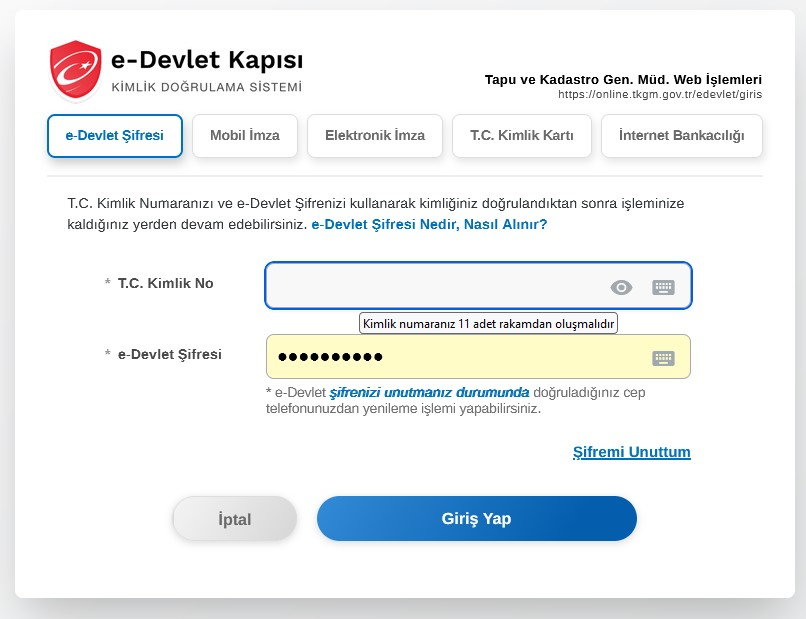 e-Devlet Kapısı
KİMLİK DOĞRULAMA SİSTEMİ
Tapu ve Kadastro Gen. Müd. Web İşlemleri
https://online.tkgm.gov.tr/edevlet/giris
e-Devlet Şifresi
Mobil İmza
Elektronik İmza
T.C. Kimlik Kartı
İnternet Bankacılığı
T.C. Kimlik Numaranızı ve e-Devlet Şifrenizi kullanarak kimliğiniz doğrulandıktan sonra işleminize
kaldığınız yerden devam edebilirsiniz. e-Devlet Şifresi Nedir, Nasıl Alınır?
* T.C. Kimlik No
Kimlik numaranız 11 adet rakamdan oluşmalıdır
* e-Devlet Şifresi
●●●●●●●●●●
* e-Devlet şifrenizi unutmanız durumunda doğruladığınız cep
telefonunuzdan yenileme işlemi yapabilirsiniz.
Şifremi Unuttum
İptal
Giriş Yap